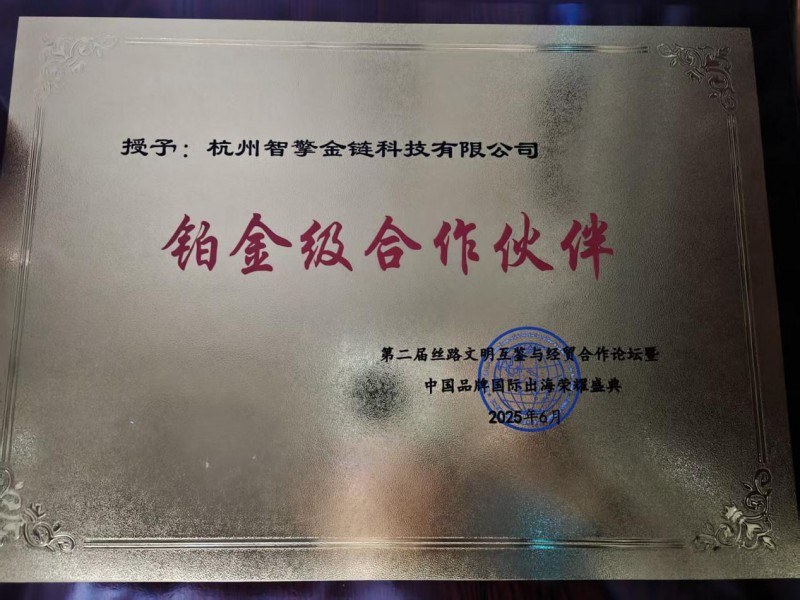 授予：杭州智擎金链科技有限公司
铂金级合作伙伴
第二届丝路文明互鉴与经贸合作论坛暨
中国品牌国际出海荣耀盛典
2025年6月